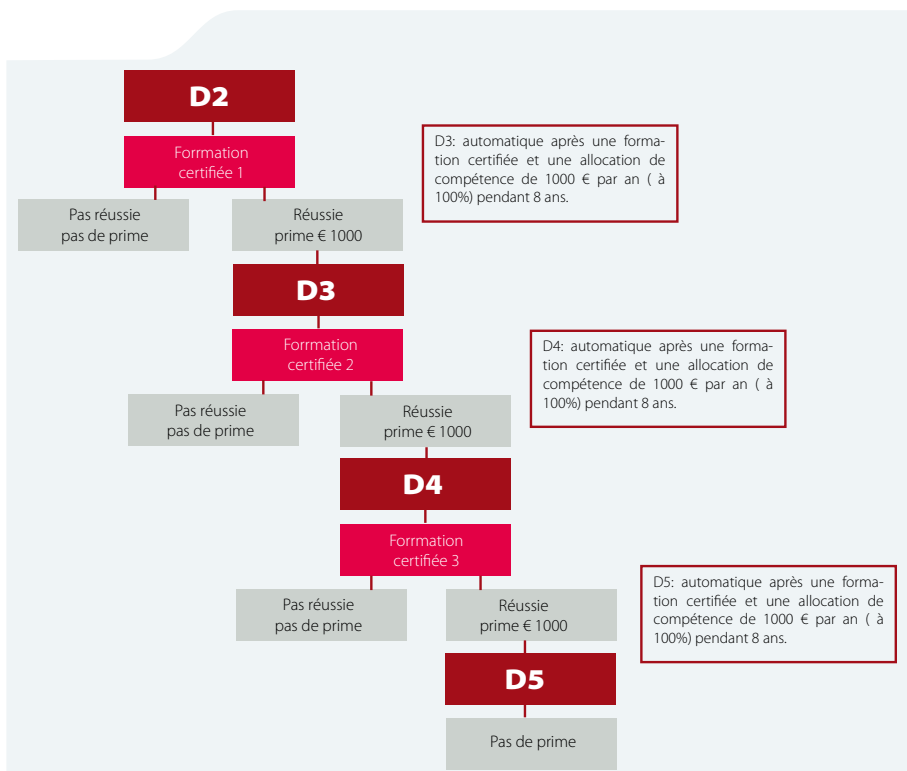 D2
Forrmation
certifiée 1
D3: automatique après une forma-
tion certifiée et une allocation de
compétence de 1000 € par an ( à
100%) pendant 8 ans.
Pas réussie
pas de prime
Réussie
prime € 1000
D3
Forrmation
certifiée 2
D4: automatique après une forma-
tion certifiée et une allocation de
compétence de 1000 € par an ( à
100%) pendant 8 ans.
Pas réussie
pas de prime
Réussie
prime € 1000
D4
Forrmation
certifiée 3
D5: automatique après une forma-
tion certifiée et une allocation de
compétence de 1000 € par an ( à
100%) pendant 8 ans.
Pas réussie
pas de prime
Réussie
prime € 1000
D5
Pas de prime